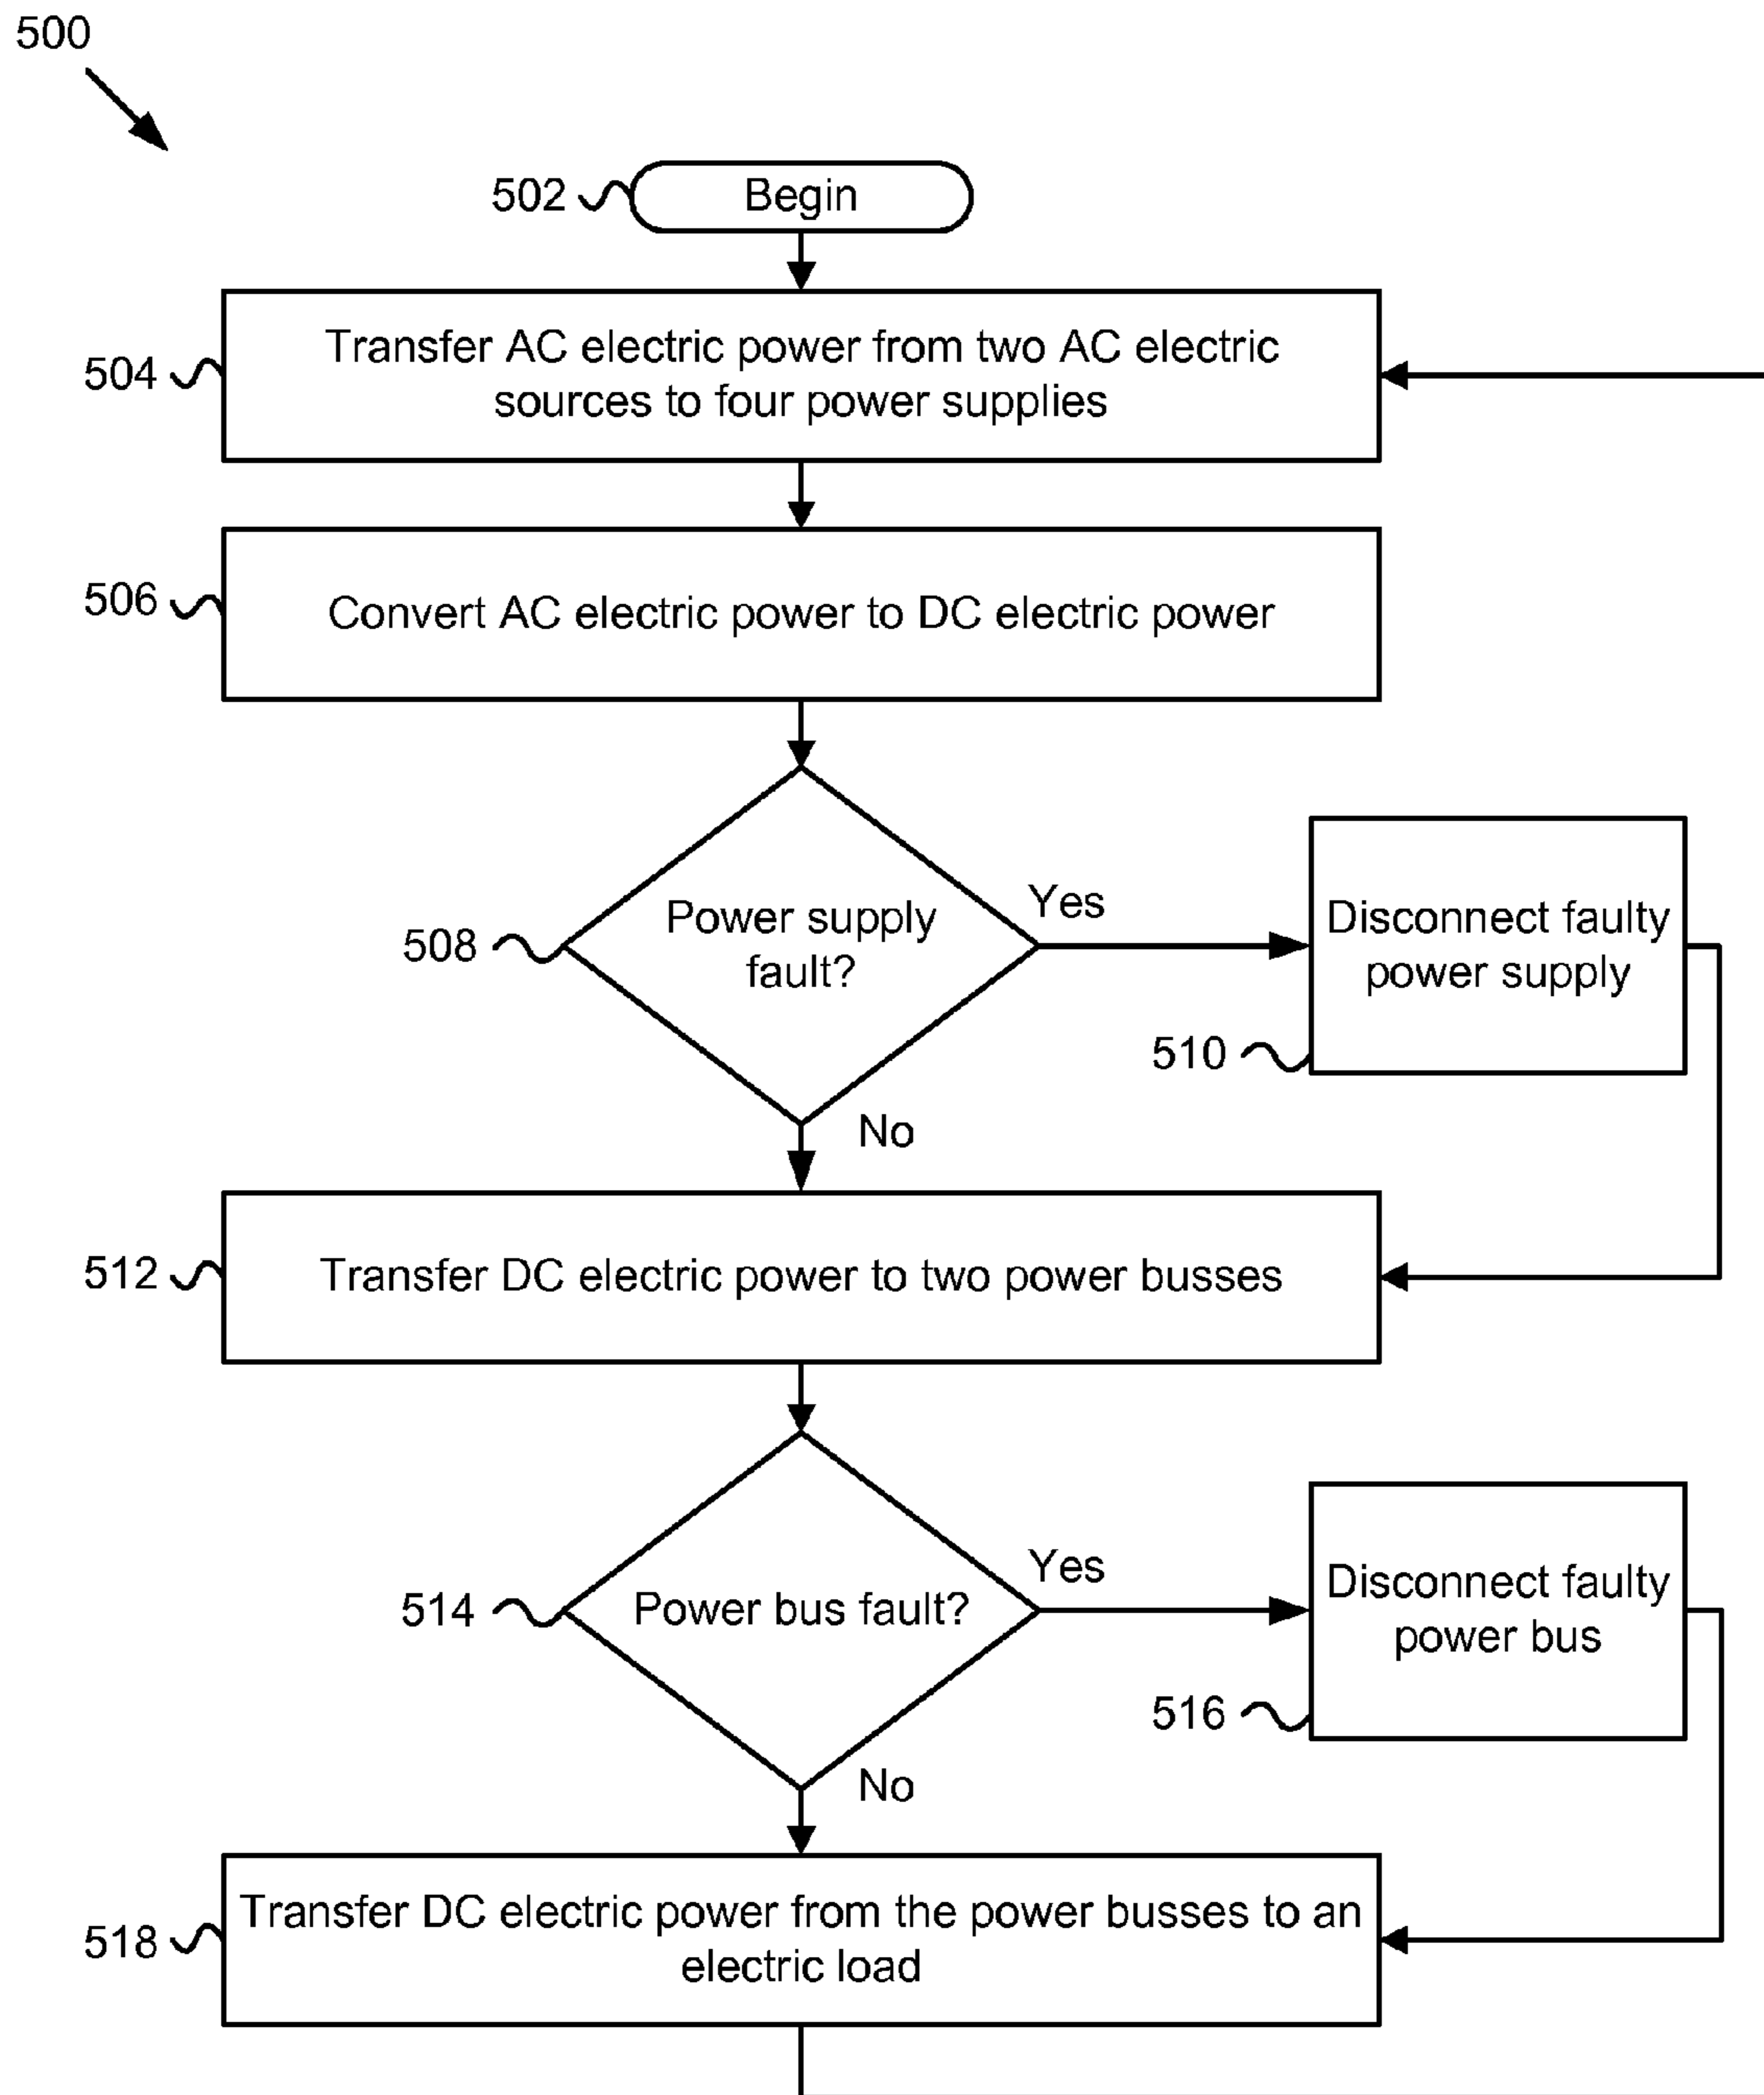 500
502
Begin
504
Transfer AC electric power from two AC electric
sources to four power supplies
506
Convert AC electric power to DC electric power
508
Power supply
fault?
Yes
Disconnect faulty
power supply
510
No
512
Transfer DC electric power to two power busses
514
Power bus fault?
Yes
Disconnect faulty
power bus
516
No
518
Transfer DC electric power from the power busses to an
electric load